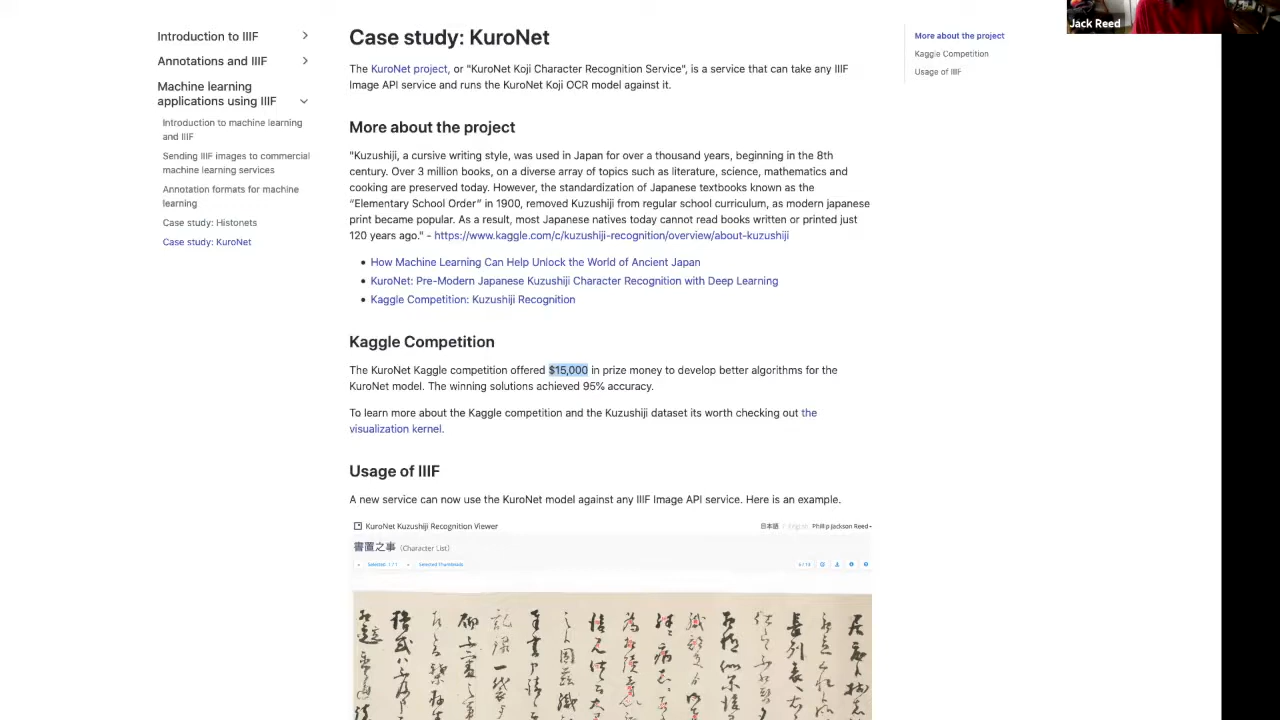 Jack Reed
Introduction to IIIF
Annotations and IIIF
Machine learning
applications using IIIF
Introduction to machine learning
and IIIF
Sending IIIF images to commercial
machine learning services
Annotation formats for machine
learning
Case study: Histonets
Case study: KuroNet
Case study: KuroNet
The KuroNet project, or "KuroNet Koji Character Recognition Service", is a service that can take any IIIF
Image API service and runs the KuroNet Koji OCR model against it.
More about the project
"Kuzushiji, a cursive writing style, was used in Japan for over a thousand years, beginning in the 8th
century. Over 3 million books, on a diverse array of topics such as literature, science, mathematics and
cooking are preserved today. However, the standardization of Japanese textbooks known as the
“Elementary School Order” in 1900, removed Kuzushiji from regular school curriculum, as modern japanese
print became popular. As a result, most Japanese natives today cannot read books written or printed just
120 years ago." - https://www.kaggle.com/c/kuzushiji-recognition/overview/about-kuzushiji
How Machine Learning Can Help Unlock the World of Ancient Japan
KuroNet: Pre-Modern Japanese Kuzushiji Character Recognition with Deep Learning
Kaggle Competition: Kuzushiji Recognition
Kaggle Competition
The KuroNet Kaggle competition offered $15,000 in prize money to develop better algorithms for the
KuroNet model. The winning solutions achieved 95% accuracy.
To learn more about the Kaggle competition and the Kuzushiji dataset its worth checking out the
visualization kernel.
Usage of IIIF
A new service can now use the KuroNet model against any IIIF Image API service. Here is an example.
KuroNet Kuzushiji Recognition Viewer
日本語 / English Philip Jackson Reed
書置之事 (Character List)
Selected: 1 / 1 Selected Thumbnails
More about the project
Kaggle Competition
Usage of IIIF